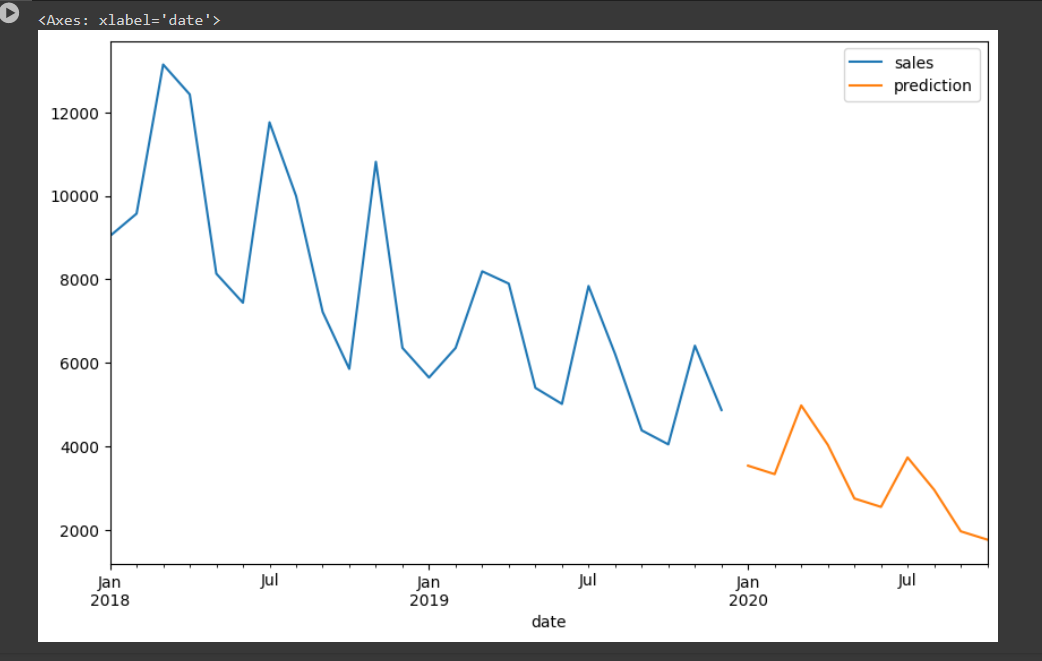 <Axes: xlabel='date'>
sales
prediction
12000
10000
8000
6000
4000
2000
Jan
2018
Jul
Jan
2019
Jul
Jan
2020
Jul
date